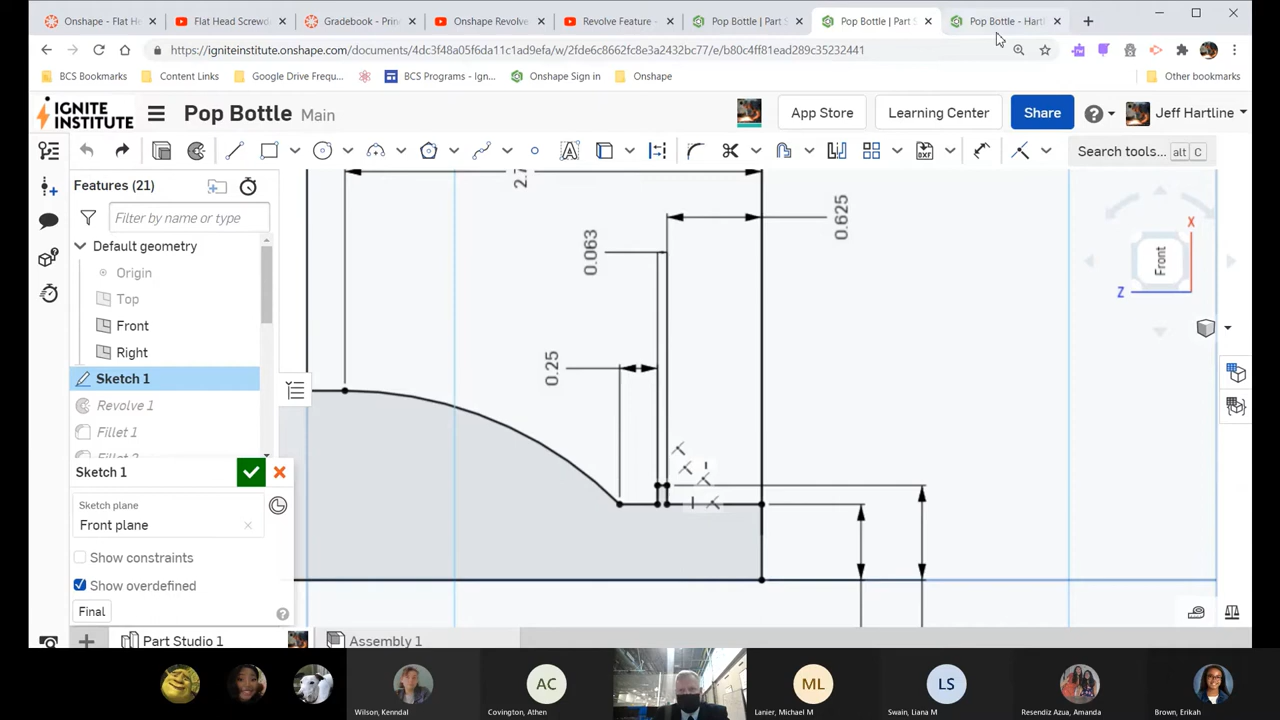 Onshape - Flat He
Flat Head Screwd
Gradebook - Princ
Onshape Revolve
Revolve Feature -
Pop Bottle | Part S
Pop Bottle | Part S
Pop Bottle - Hartli
https://igniteinstitute.onshape.com/documents/4dc3f48a05f6da11c1ad9efa/w/2fde6c8662fc8e3a2432bc77/e/b80c4ff81ead289c35232441
BCS Bookmarks
Content Links
Google Drive Frequ...
BCS Programs - Ign...
Onshape Sign in
Onshape
Other bookmarks
IGNITE
INSTITUTE
Pop Bottle Main
App Store
Learning Center
Share
Jeff Hartline
Search tools... alt C
Features (21)
Filter by name or type
Default geometry
Origin
Top
Front
Right
Sketch 1
Revolve 1
Fillet 1
Sketch 1
Sketch plane
Front plane
Show constraints
Show overdefined
Final
0.625
0.063
0.25
Front
X
Z
Part Studio 1
Assembly 1
AC
ML
LS
Wilson, Kenndal
Covington, Athen
Lanier, Michael M
Swain, Liana M
Resendiz Azua, Amanda
Brown, Erikah